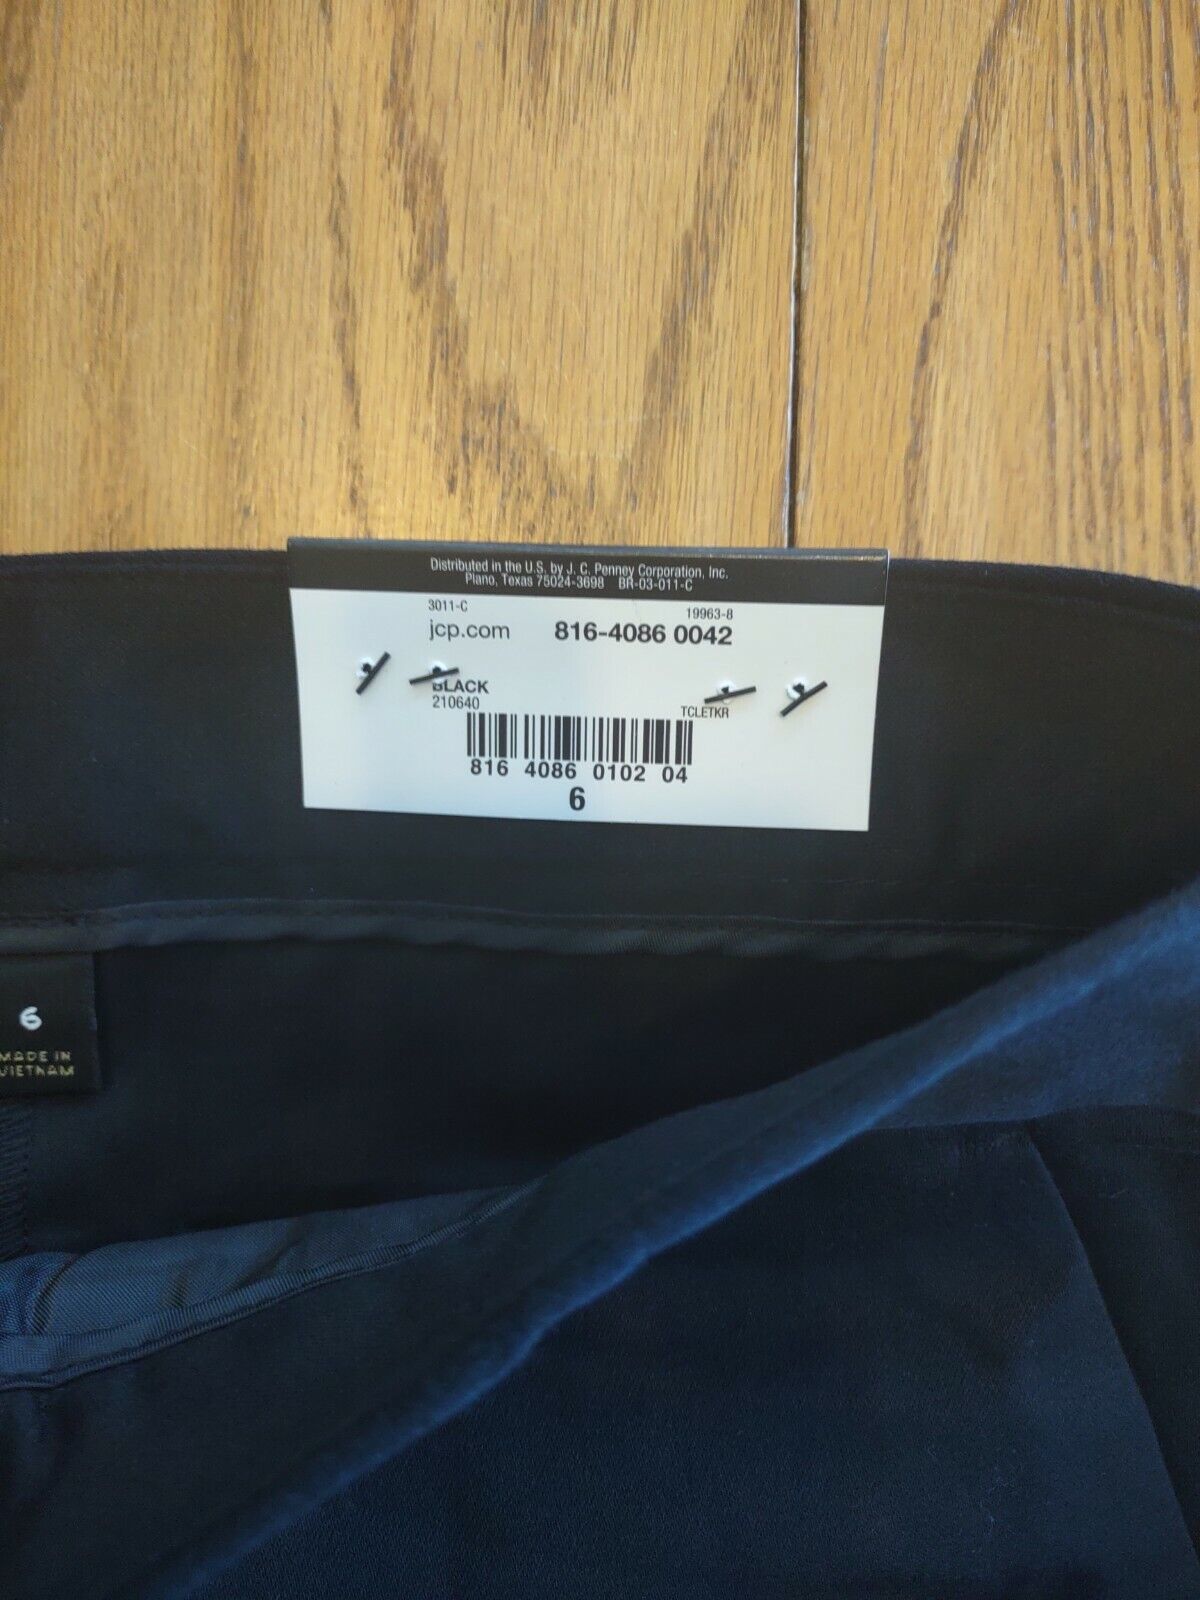 Distributed in the U.S. by J. C. Penney Corporation, Inc.
Plano, Texas 75024-3698 BR-03-011-C
3011-C 19963-8
jcp.com 816-4086 0042
BLACK
210640 TCLETKR
816 4086 0102 04
6
6
MADE IN
VIETNAM